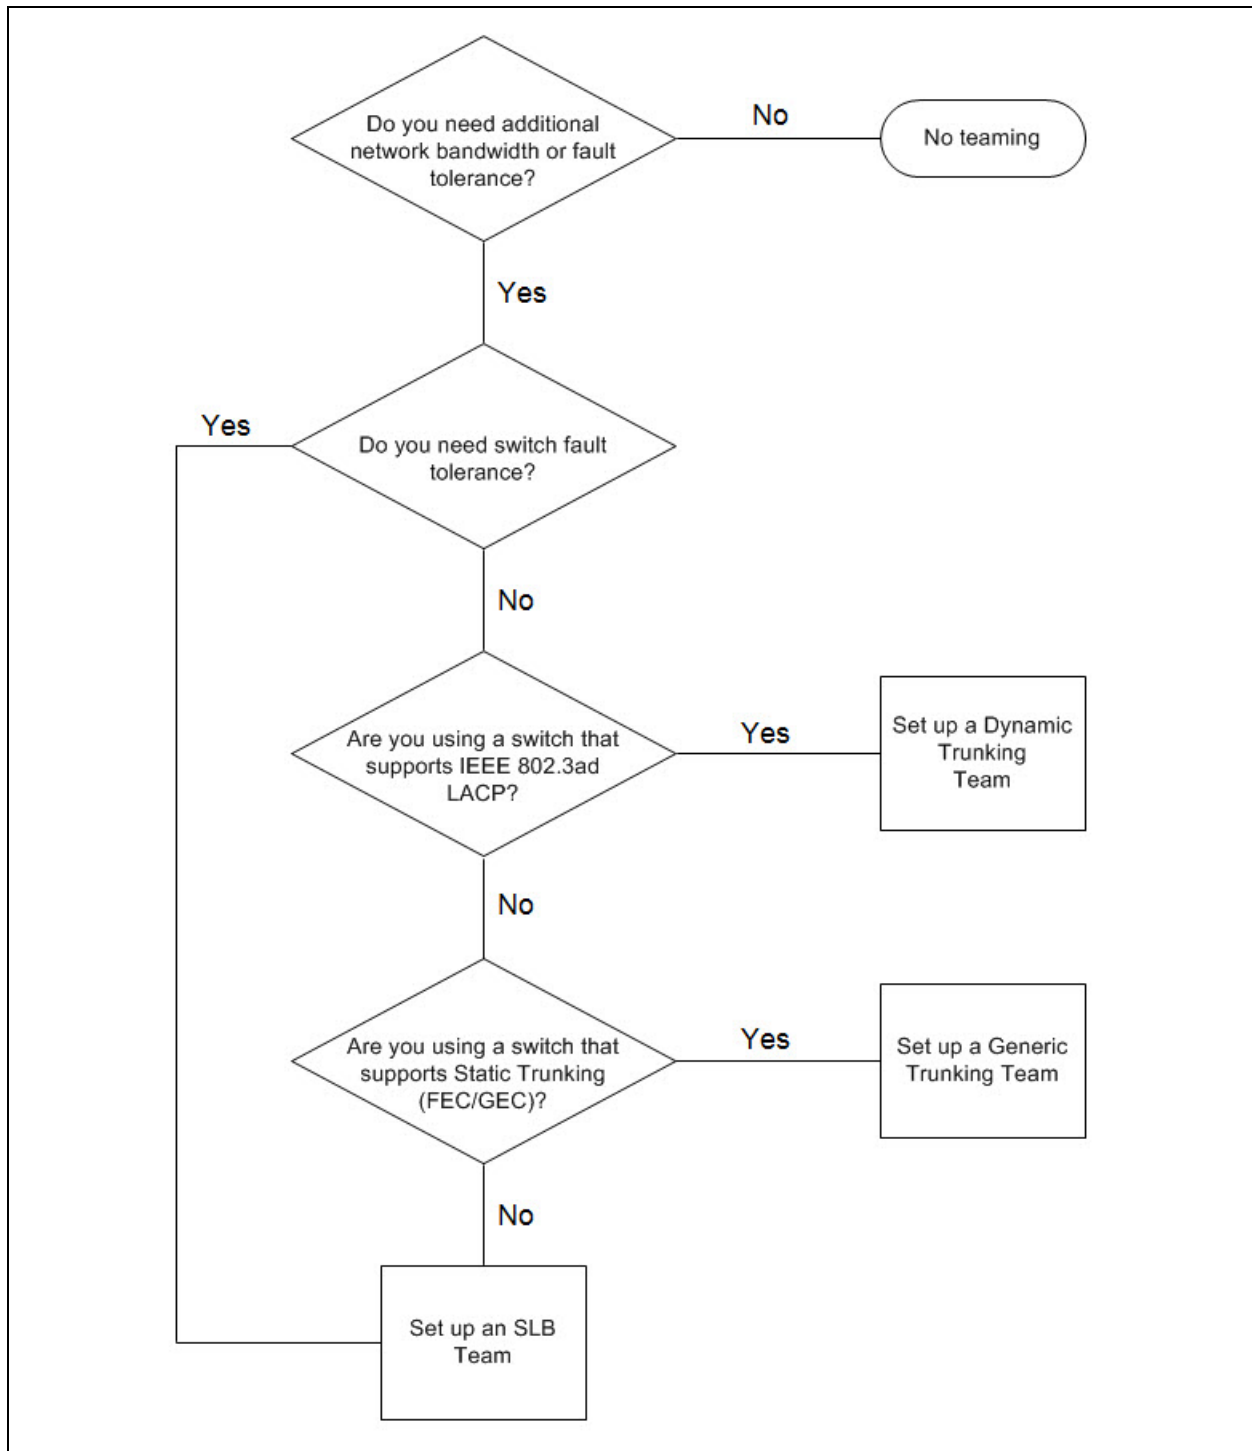 Do you need additional
network bandwidth or fault
tolerance?
No
No teaming
Yes
Yes
Do you need switch fault
tolerance?
No
Are you using a switch that
supports IEEE 802.3ad
LACP?
Yes
Set up a Dynamic
Trunking
Team
No
Are you using a switch that
supports Static Trunking
(FEC/GEC)?
Yes
Set up a Generic
Trunking Team
No
Set up an SLB
Team